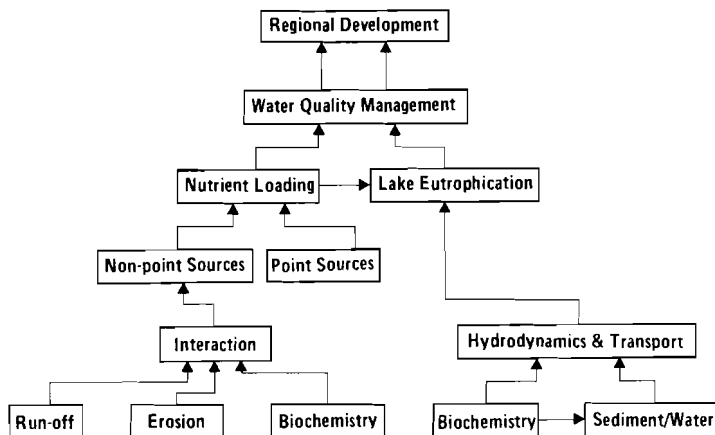 Regional Development
Water Quality Management
Nutrient Loading
Lake Eutrophication
Non-point Sources
Point Sources
Interaction
Hydrodynamics & Transport
Run-off
Erosion
Biochemistry
Biochemistry
Sediment/Water